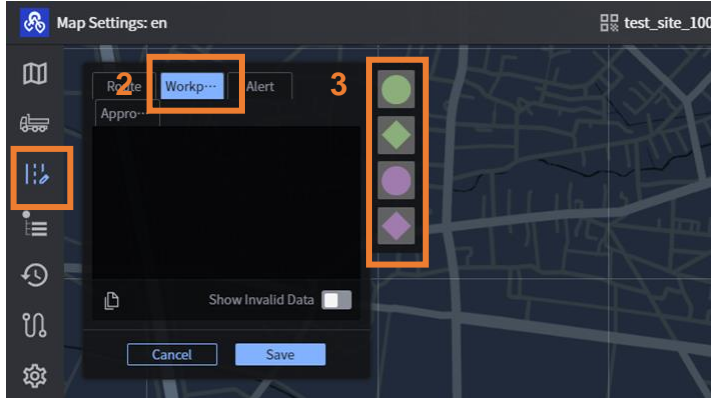 Map Settings: en
test_site_100
2
3
Route
Workp···
Alert
Appro···
Show Invalid Data
Cancel
Save